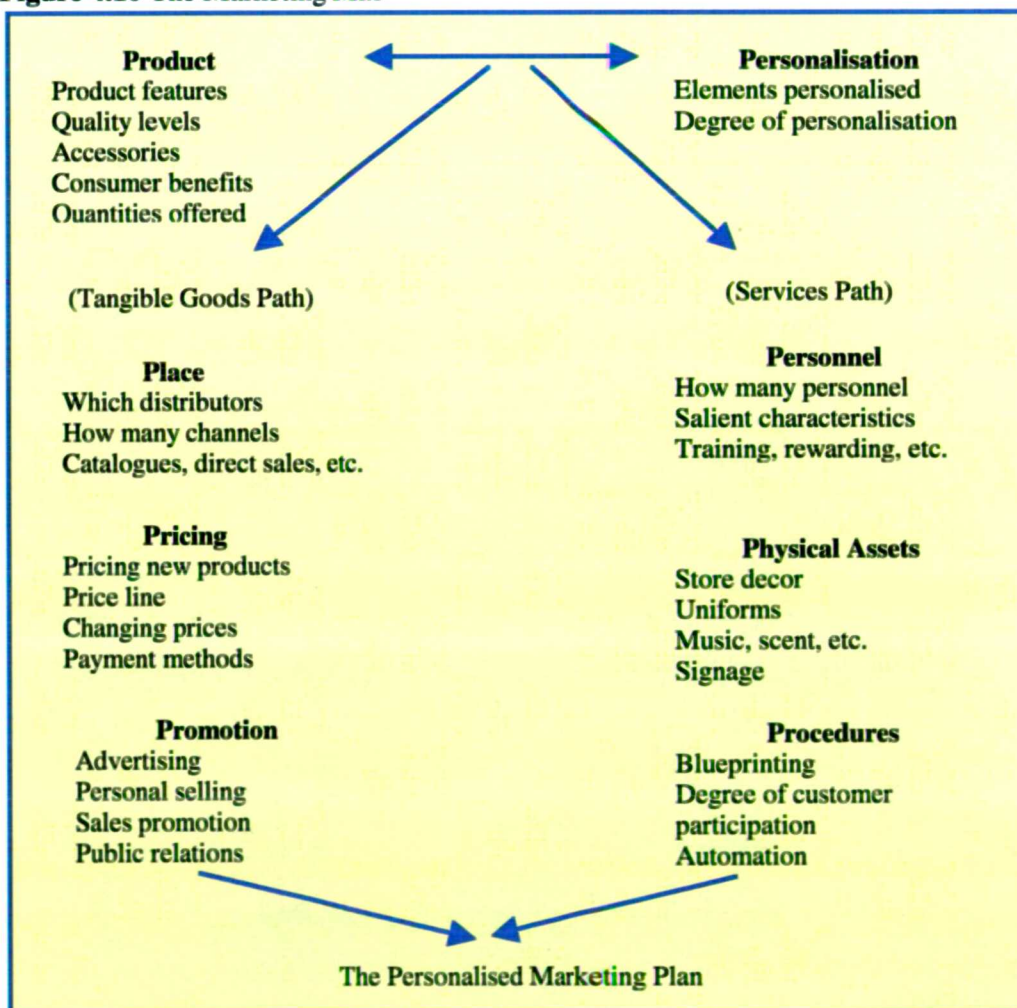 Figure The Marketing
Product
Product features
Quality levels
Accessories
Consumer benefits
Quantities offered
Personalisation
Elements personalised
Degree of personalisation
(Tangible Goods Path)
(Services Path)
Place
Which distributors
How many channels
Catalogues, direct sales, etc.
Personnel
How many personnel
Salient characteristics
Training, rewarding, etc.
Pricing
Pricing new products
Price line
Changing prices
Payment methods
Physical Assets
Store decor
Uniforms
Music, scent, etc.
Signage
Promotion
Advertising
Personal selling
Sales promotion
Public relations
Procedures
Blueprinting
Degree of customer
participation
Automation
The Personalised Marketing Plan